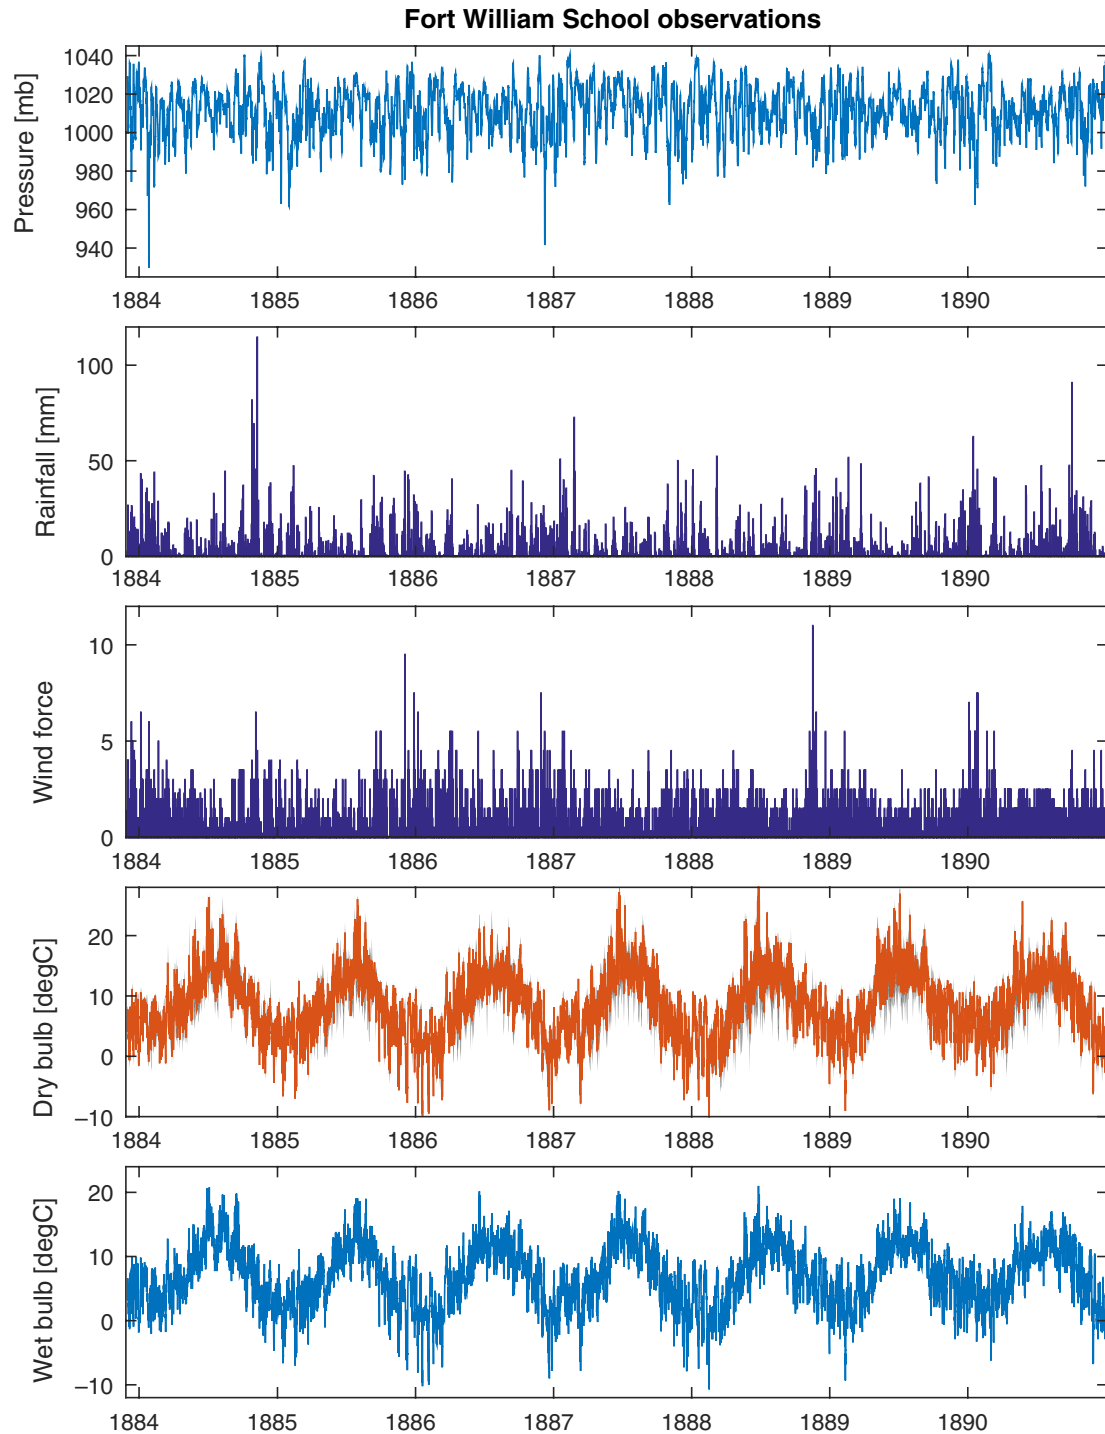 Fort William School observations
Pressure [mb]
1040
1020
1000
980
960
940
1884 1885 1886 1887 1888 1889 1890
Rainfall [mm]
100
50
0
1884 1885 1886 1887 1888 1889 1890
Wind force
10
5
0
1884 1885 1886 1887 1888 1889 1890
Dry bulb [degC]
20
10
0
−10
1884 1885 1886 1887 1888 1889 1890
Wet bulb [degC]
20
10
0
−10
1884 1885 1886 1887 1888 1889 1890